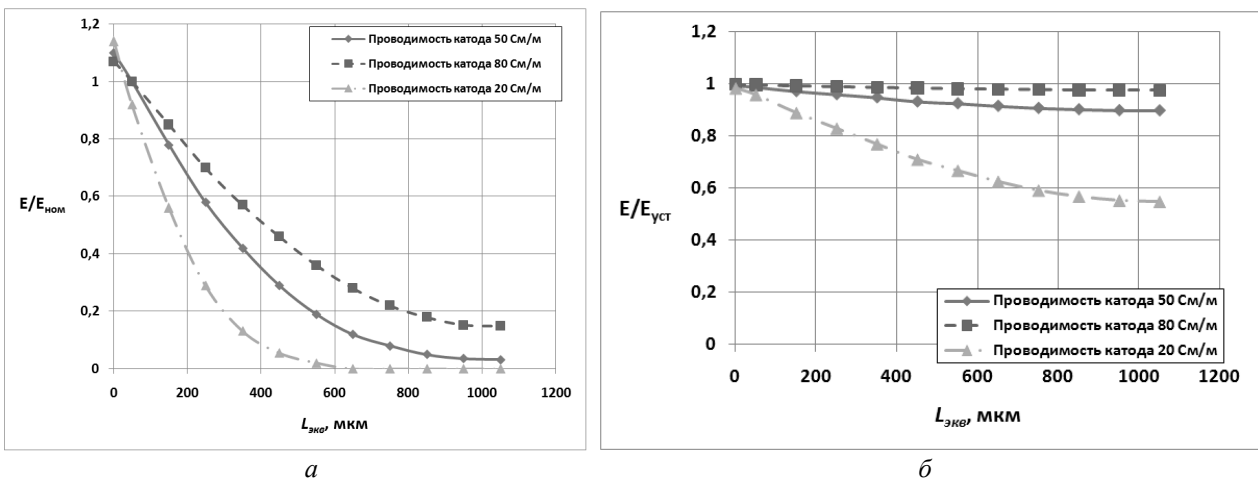 1,2
1
0,8
0,6
0,4
0,2
0
E/Eном
Проводимость катода 50 См/м
Проводимость катода 80 См/м
Проводимость катода 20 См/м
0 200 400 600 800 1000 1200
Lэкв, мкм
а
1,2
1
0,8
0,6
0,4
0,2
0
E/Eуст
Проводимость катода 50 См/м
Проводимость катода 80 См/м
Проводимость катода 20 См/м
0 200 400 600 800 1000 1200
Lэкв, мкм
б